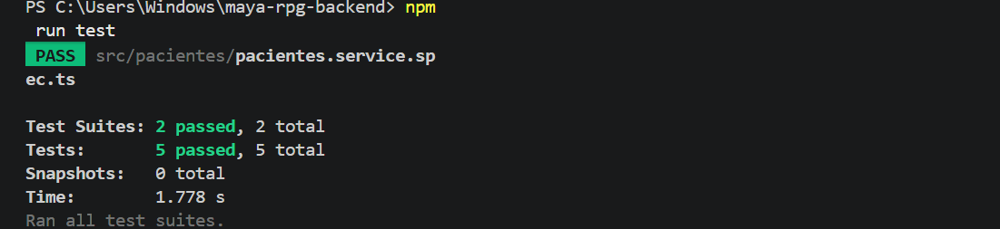 PS C:\Users\Windows\maya-rpg-backend> npm
 run test
PASS src/pacientes/pacientes.service.sp
ec.ts
Test Suites: 2 passed, 2 total
Tests:       5 passed, 5 total
Snapshots:   0 total
Time:        1.778 s
Ran all test suites.